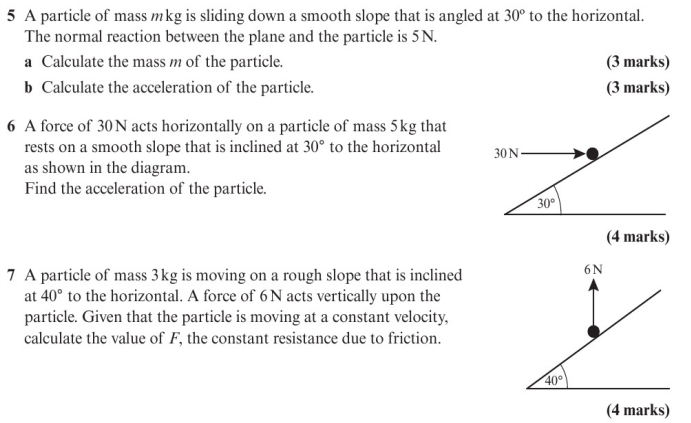 5 A particle of mass m kg is sliding down a smooth slope that is angled at 30° to the horizontal.
The normal reaction between the plane and the particle is 5 N.
a Calculate the mass m of the particle. (3 marks)
b Calculate the acceleration of the particle. (3 marks)
6 A force of 30 N acts horizontally on a particle of mass 5 kg that
rests on a smooth slope that is inclined at 30° to the horizontal
as shown in the diagram.
Find the acceleration of the particle.
30 N
30°
(4 marks)
7 A particle of mass 3 kg is moving on a rough slope that is inclined
at 40° to the horizontal. A force of 6 N acts vertically upon the
particle. Given that the particle is moving at a constant velocity,
calculate the value of F, the constant resistance due to friction.
6 N
40°
(4 marks)